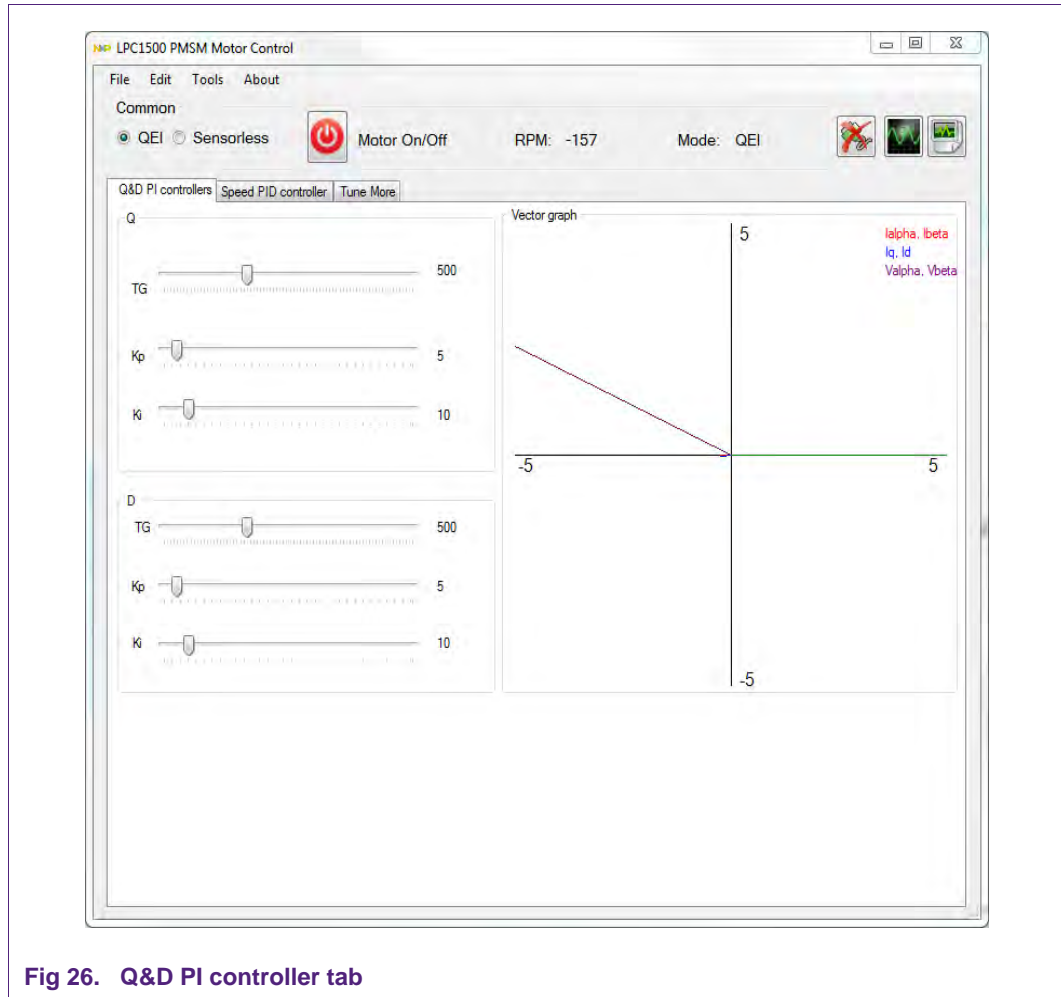 NXP LPC1500 PMSM Motor Control
File Edit Tools About
Common
QEI Sensorless Motor On/Off RPM: -157 Mode: QEI
Q&D PI controllers Speed PID controller Tune More
Q
TG 500
Kp 5
Ki 10
D
TG 500
Kp 5
Ki 10
Vector graph
5
Ialpha, Ibeta
Iq, Id
Valpha, Vbeta
-5 5
-5
Fig 26. Q&D PI controller tab